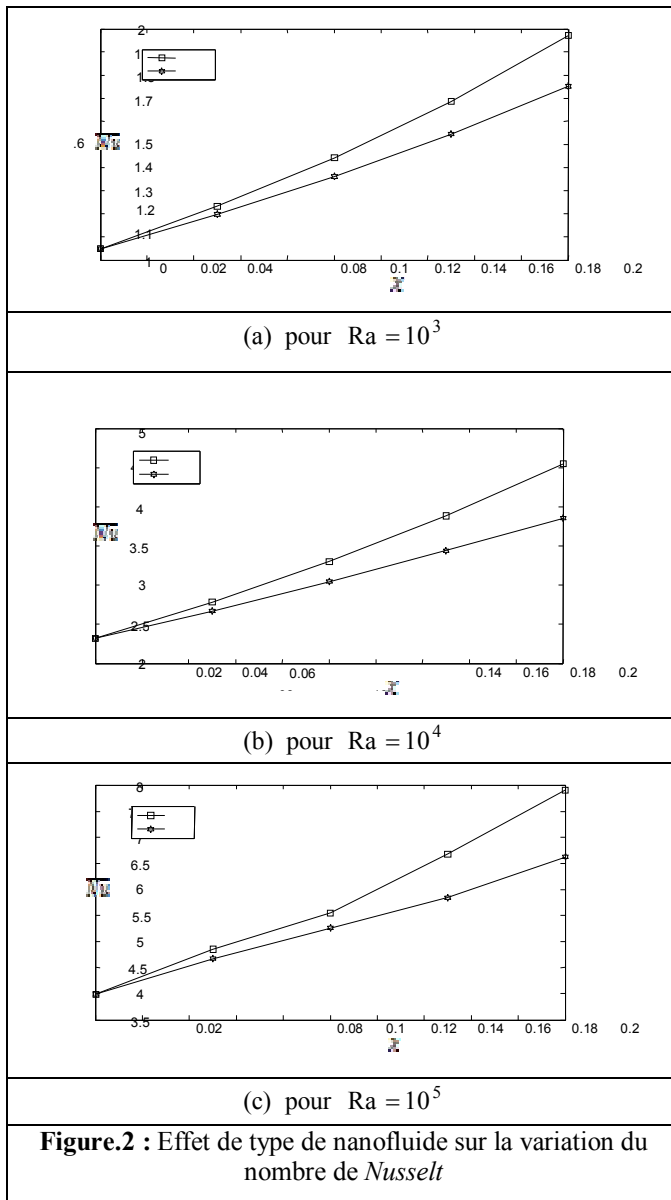 2
1.7
.6 Nu 1.5
1.4
1.3
1.2
1.1
1 0 0.02 0.04 0.08 0.1 0.12 0.14 0.16 0.18 0.2
(a) pour Ra = 10³
5
4
Nu
3.5
3
2.5
2
0.02 0.04 0.06 0.14 0.16 0.18 0.2
(b) pour Ra = 10⁴
8
7
6.5
Nu 6
5.5
5
4.5
4
3.5
0.02 0.08 0.1 0.12 0.14 0.16 0.18 0.2
(c) pour Ra = 10⁵
Figure.2 : Effet de type de nanofluide sur la variation du
nombre de Nusselt